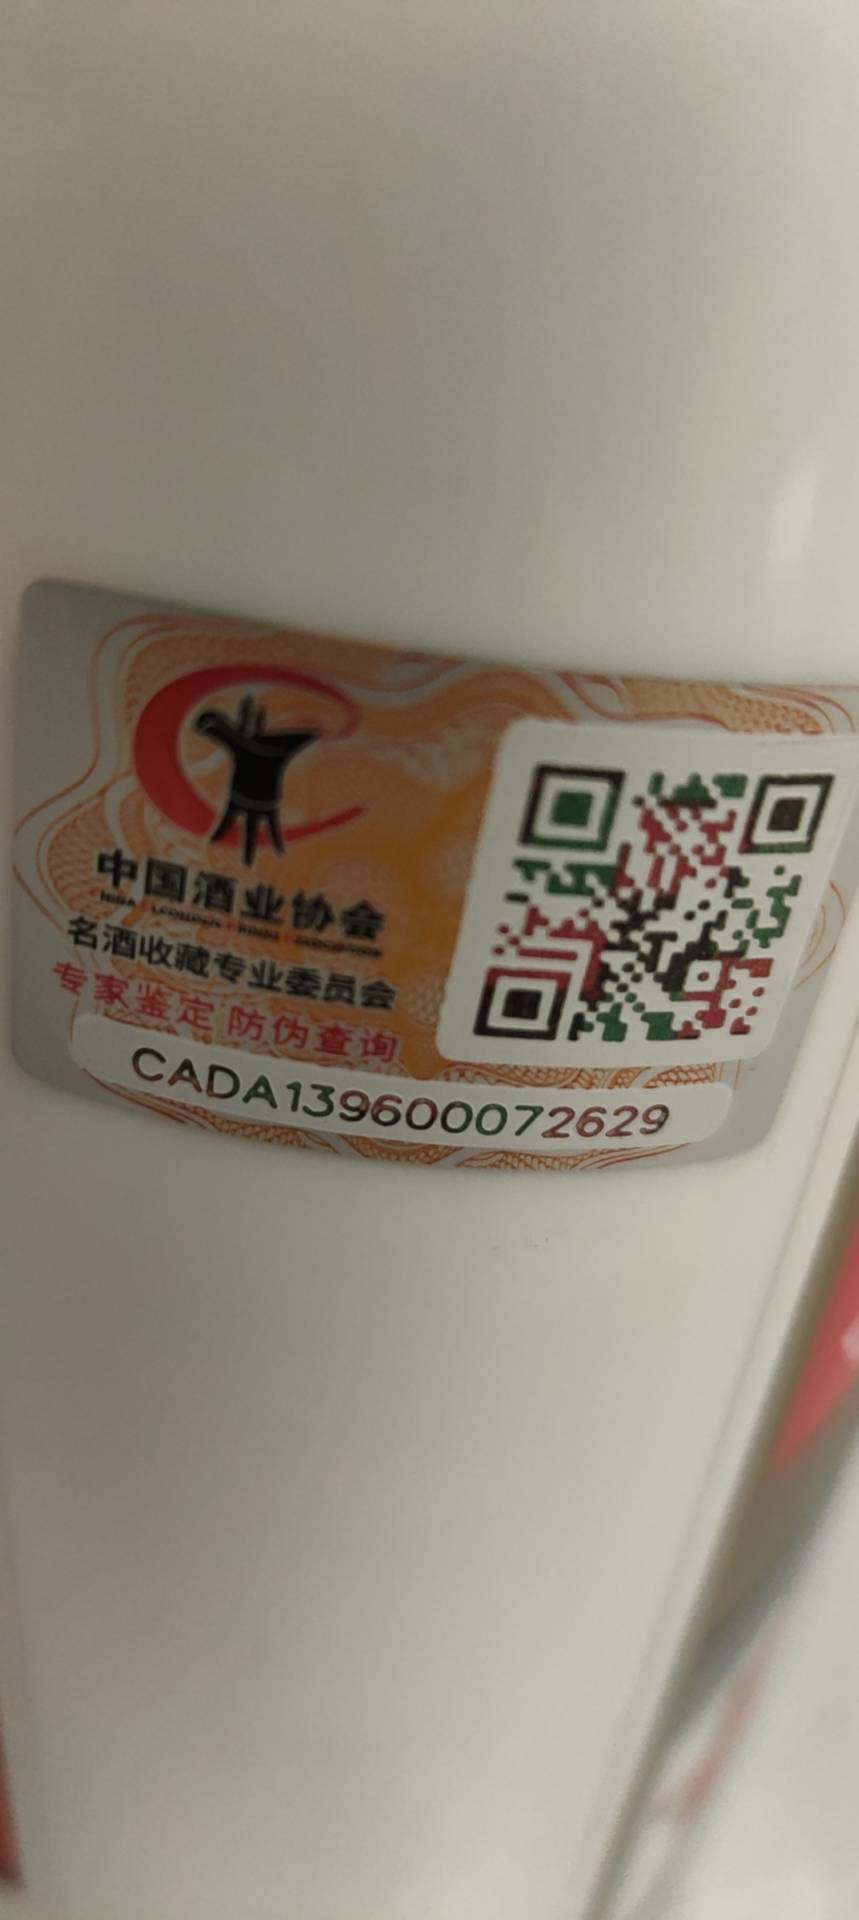 中国酒业协会
名酒收藏专业委员会
专家鉴定 防伪查询
CADA139600072629